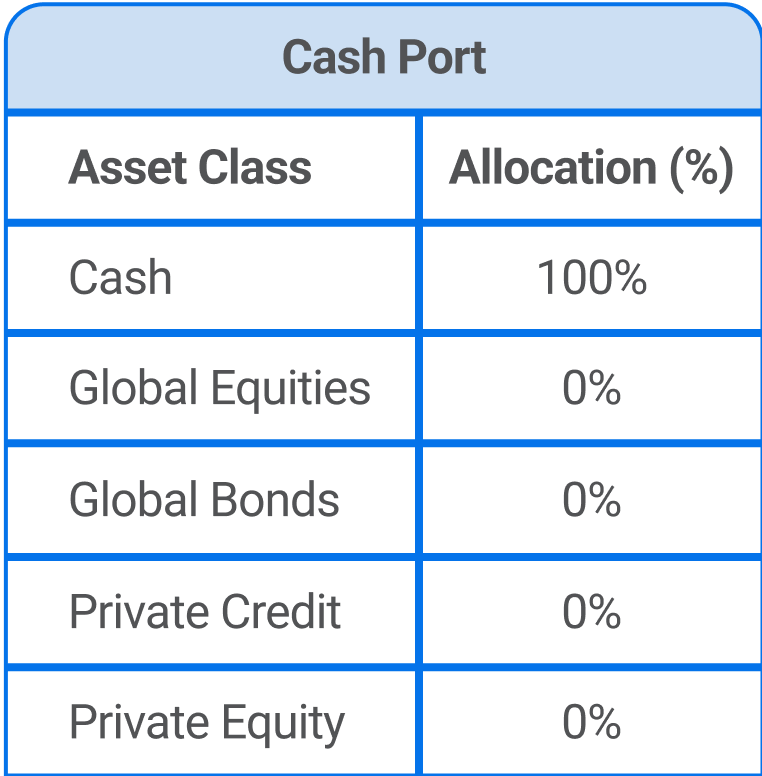 Cash Port
Asset Class Allocation (%)
Cash 100%
Global Equities 0%
Global Bonds 0%
Private Credit 0%
Private Equity 0%